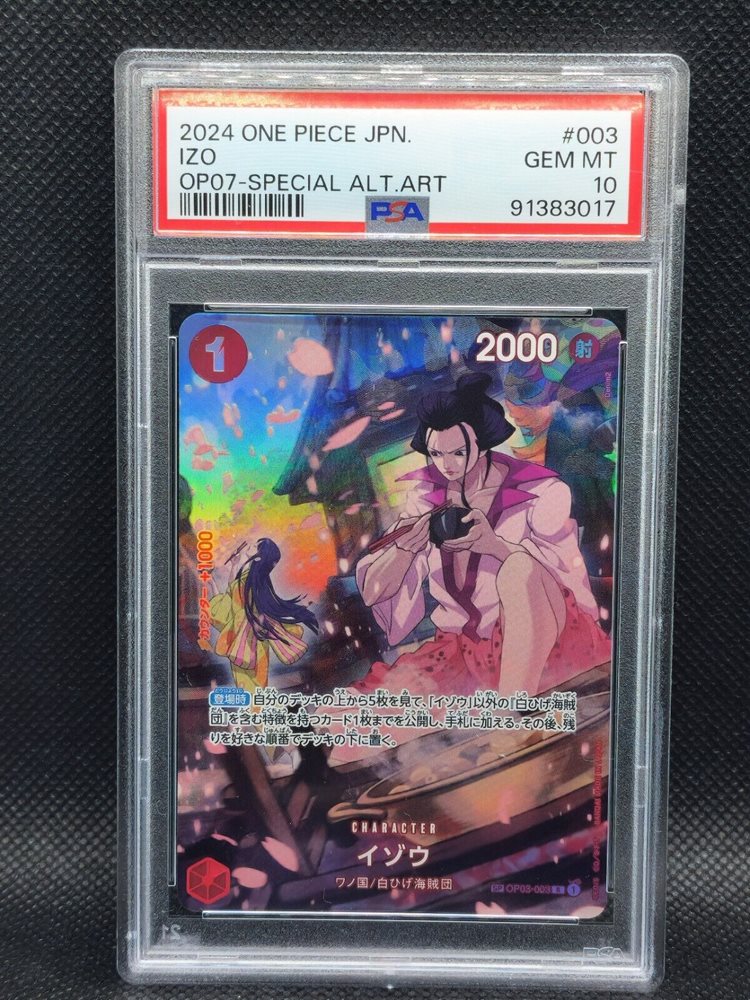 2024 ONE PIECE JPN. #003
IZO GEM MT
OP07-SPECIAL ALT.ART 10
PSA 91383017
1
2000 射
Denim2
カウンター +1000
登場時 自分のデッキの上から5枚を見て、「イゾウ」以外の『白ひげ海賊
団』を含む特徴を持つカード1枚までを公開し、手札に加える。その後、残
りを好きな順番でデッキの下に置く。
CHARACTER
イゾウ
ワノ国/白ひげ海賊団
SP OP03-003 R 1
PSA